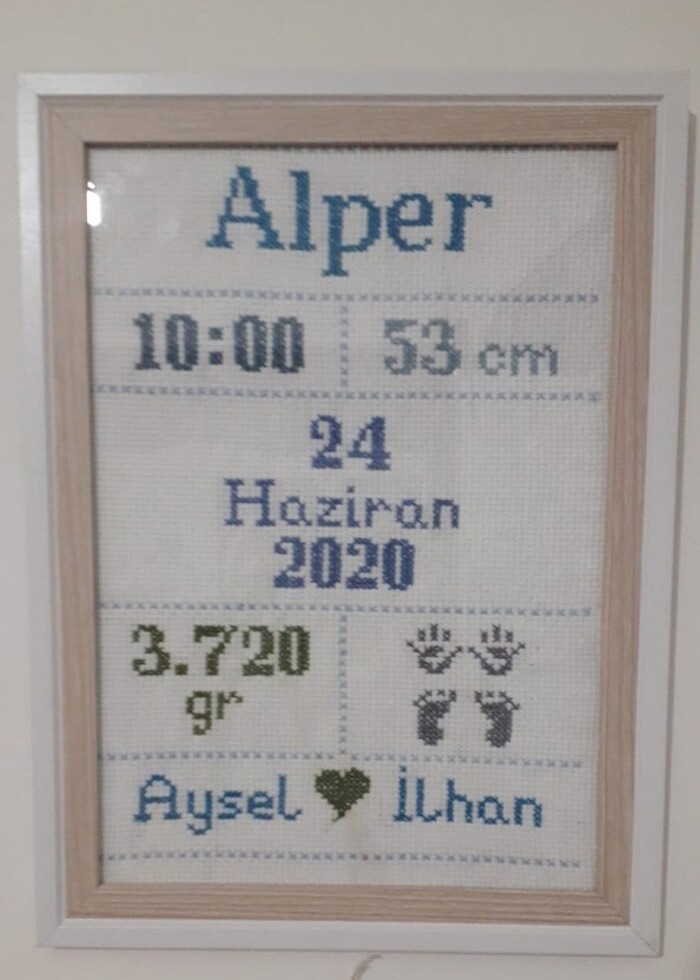 Alper
10:00 53 cm
24
Haziran
2020
3.720
gr
Aysel İlhan